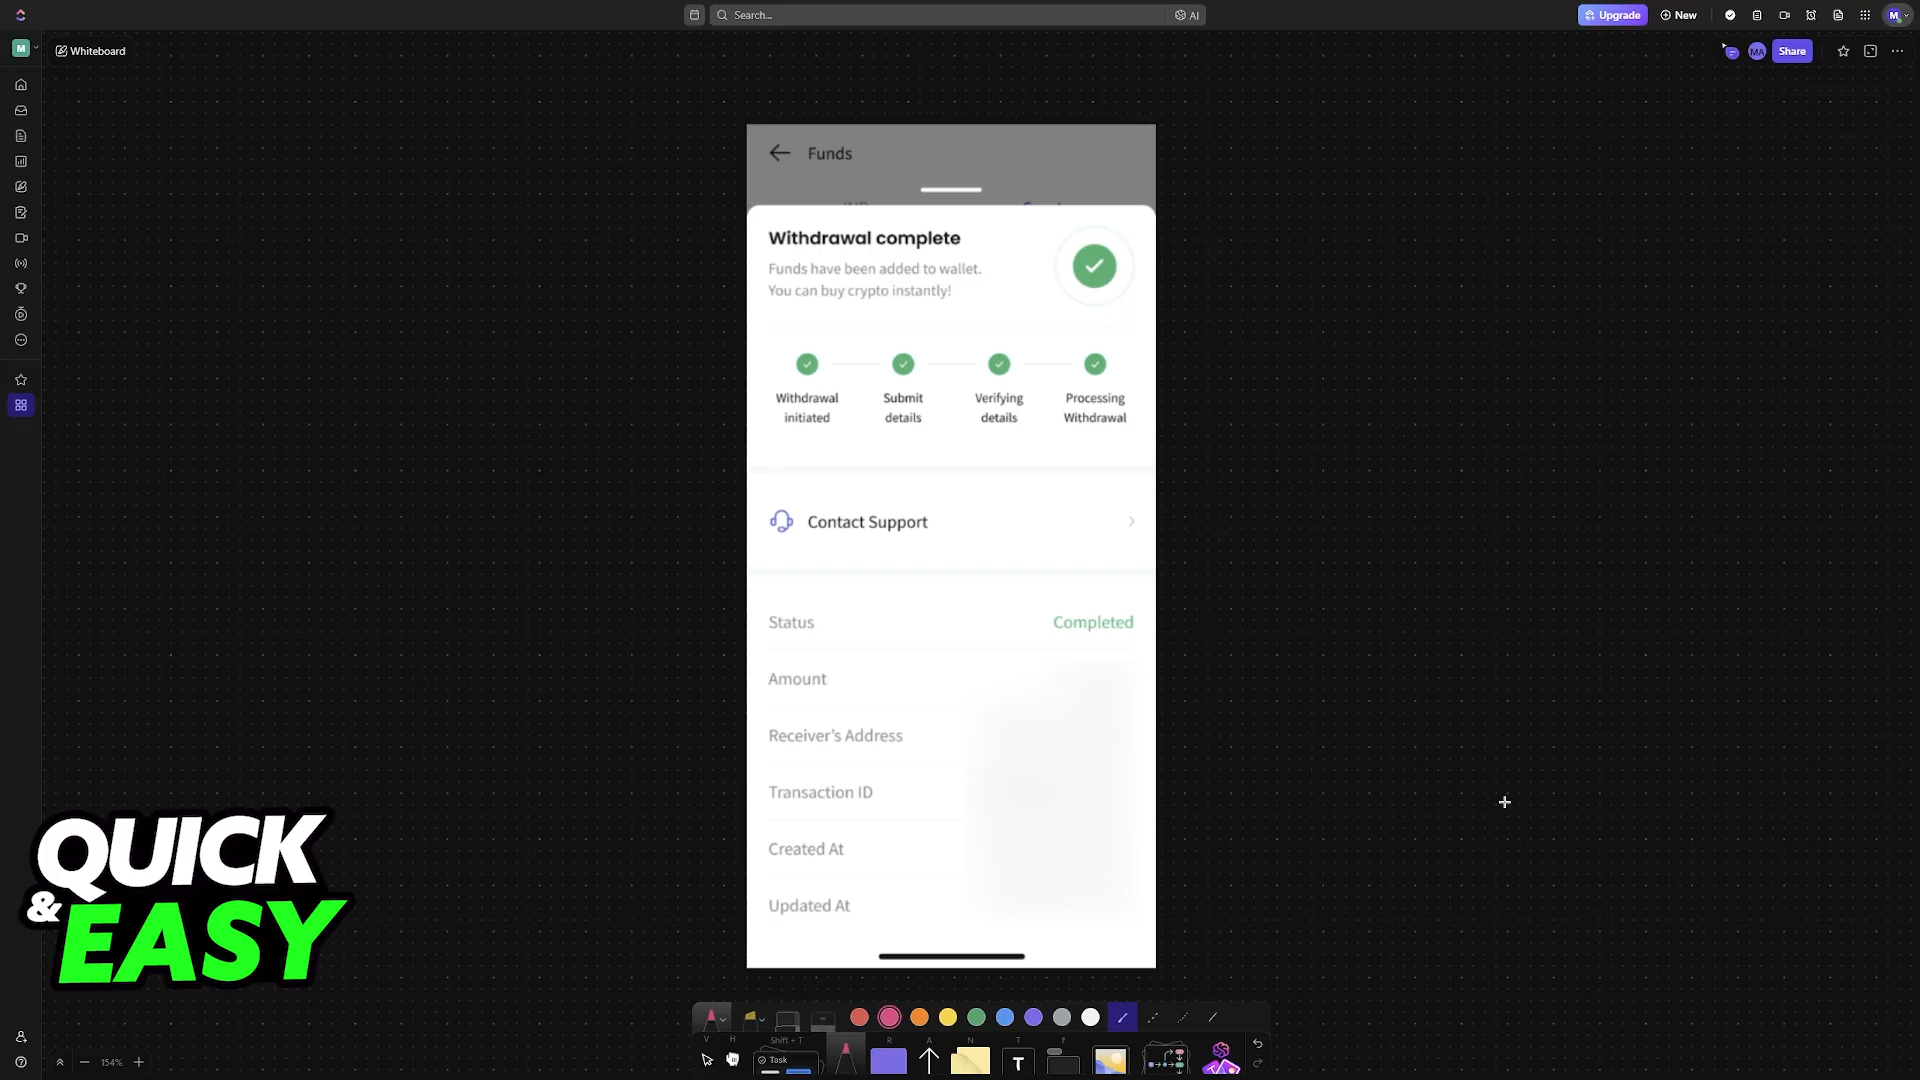 Search...
AI
Upgrade
New
M
M
Whiteboard
MA
Share
Funds
Withdrawal complete
Funds have been added to wallet.
You can buy crypto instantly!
Withdrawal
initiated
Submit
details
Verifying
details
Processing
Withdrawal
Contact Support
Status
Completed
Amount
Receiver's Address
Transaction ID
Created At
Updated At
QUICK
& EASY
V
H
Shift + T
R
A
N
T
F
Task
T
154%